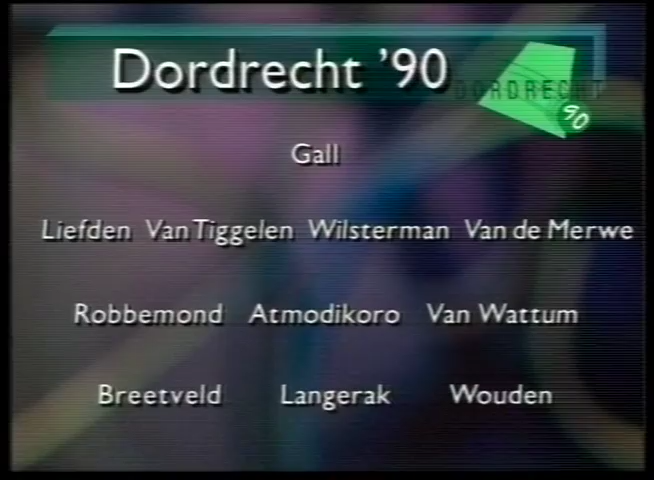 Dordrecht '90
DORDRECHT
90
Gall
Liefden Van Tiggelen Wilsterman Van de Merwe
Robbemond Atmodikoro Van Wattum
Breetveld Langerak Wouden